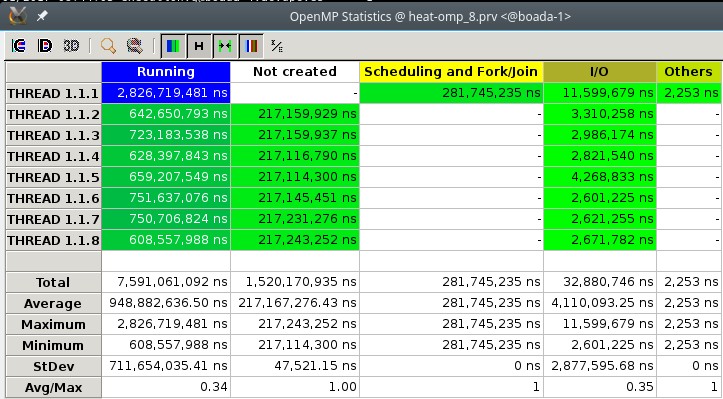 OpenMP Statistics @ heat-omp_8.prv <@boada-1>
IC ID 3D H
Running Not created Scheduling and Fork/Join I/O Others
THREAD 1.1.1 2,826,719,481 ns - 281,745,235 ns 11,599,679 ns 2,253 ns
THREAD 1.1.2 642,650,793 ns 217,159,929 ns - 3,310,258 ns -
THREAD 1.1.3 723,183,538 ns 217,159,937 ns - 2,986,174 ns -
THREAD 1.1.4 628,397,843 ns 217,116,790 ns - 2,821,540 ns -
THREAD 1.1.5 659,207,549 ns 217,114,300 ns - 4,268,833 ns -
THREAD 1.1.6 751,637,076 ns 217,145,451 ns - 2,601,225 ns -
THREAD 1.1.7 750,706,824 ns 217,231,276 ns - 2,621,255 ns -
THREAD 1.1.8 608,557,988 ns 217,243,252 ns - 2,671,782 ns -
Total 7,591,061,092 ns 1,520,170,935 ns 281,745,235 ns 32,880,746 ns 2,253 ns
Average 948,882,636.50 ns 217,167,276.43 ns 281,745,235 ns 4,110,093.25 ns 2,253 ns
Maximum 2,826,719,481 ns 217,243,252 ns 281,745,235 ns 11,599,679 ns 2,253 ns
Minimum 608,557,988 ns 217,114,300 ns 281,745,235 ns 2,601,225 ns 2,253 ns
StDev 711,654,035.41 ns 47,521.15 ns 0 ns 2,877,595.68 ns 0 ns
Avg/Max 0.34 1.00 1 0.35 1